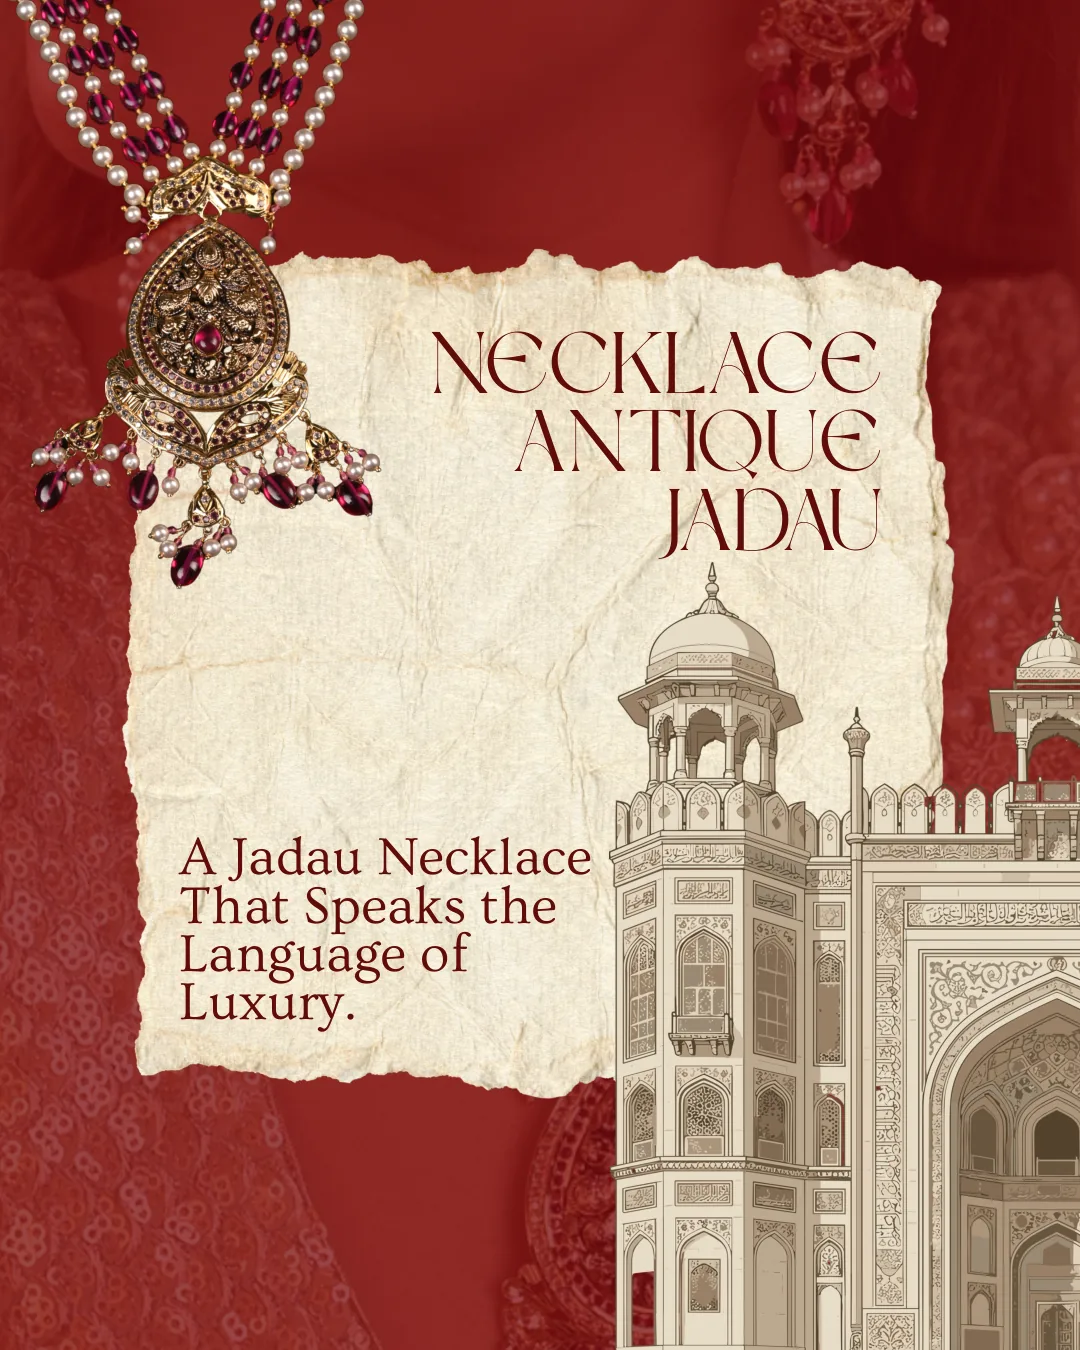 NECKLACE
ANTIQUE
JADAU
A Jadau Necklace
That Speaks the
Language of
Luxury.